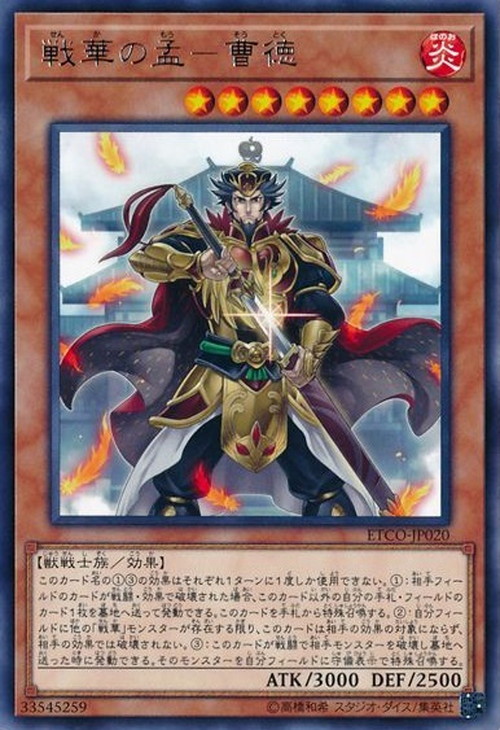 戦華の孟－曹徳
炎
ETCO-JP020
【獣戦士族／効果】
このカード名の①③の効果はそれぞれ1ターンに1度しか使用できない。①：相手フィール
ドのカードが戦闘・効果で破壊された場合、このカード以外の自分の手札・フィールドの
カード1枚を墓地へ送って発動できる。このカードを手札から特殊召喚する。②：自分フィー
ルドに他の「戦華」モンスターが存在する限り、このカードは相手の効果の対象にならず、
相手の効果では破壊されない。③：このカードが戦闘で相手モンスターを破壊し墓地へ
送った時に発動できる。そのモンスターを自分フィールドに守備表示で特殊召喚する。
ATK/3000 DEF/2500
33545259 ©高橋和希 スタジオ・ダイス/集英社